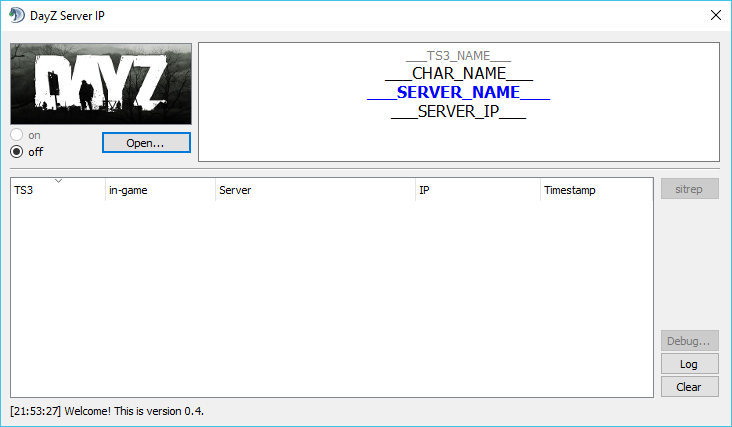 DayZ Server IP
DAYZ
___TS3_NAME___
___CHAR_NAME___
___SERVER_NAME___
___SERVER_IP___
on
off
Open...
TS3 in-game Server IP Timestamp
sitrep
Debug...
Log
Clear
[21:53:27] Welcome! This is version 0.4.